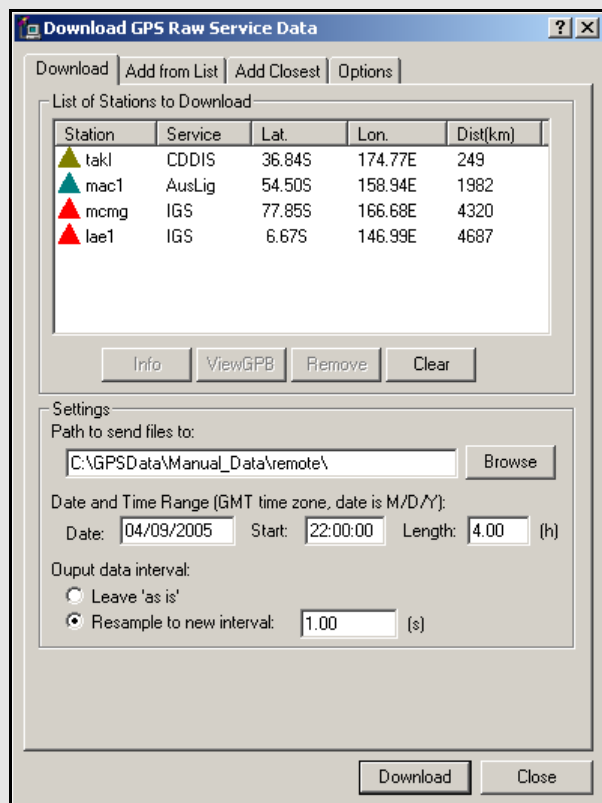 Download GPS Raw Service Data
Download Add from List Add Closest Options
List of Stations to Download
Station Service Lat. Lon. Dist(km)
takl CDDIS 36.84S 174.77E 249
mac1 AusLig 54.50S 158.94E 1982
mcmg IGS 77.85S 166.68E 4320
lae1 IGS 6.67S 146.99E 4687
Info ViewGPB Remove Clear
Settings
Path to send files to:
C:\GPSData\Manual_Data\remote\ Browse
Date and Time Range (GMT time zone, date is M/D/Y):
Date: 04/09/2005 Start: 22:00:00 Length: 4.00 (h)
Ouput data interval:
Leave 'as is'
Resample to new interval: 1.00 (s)
Download Close